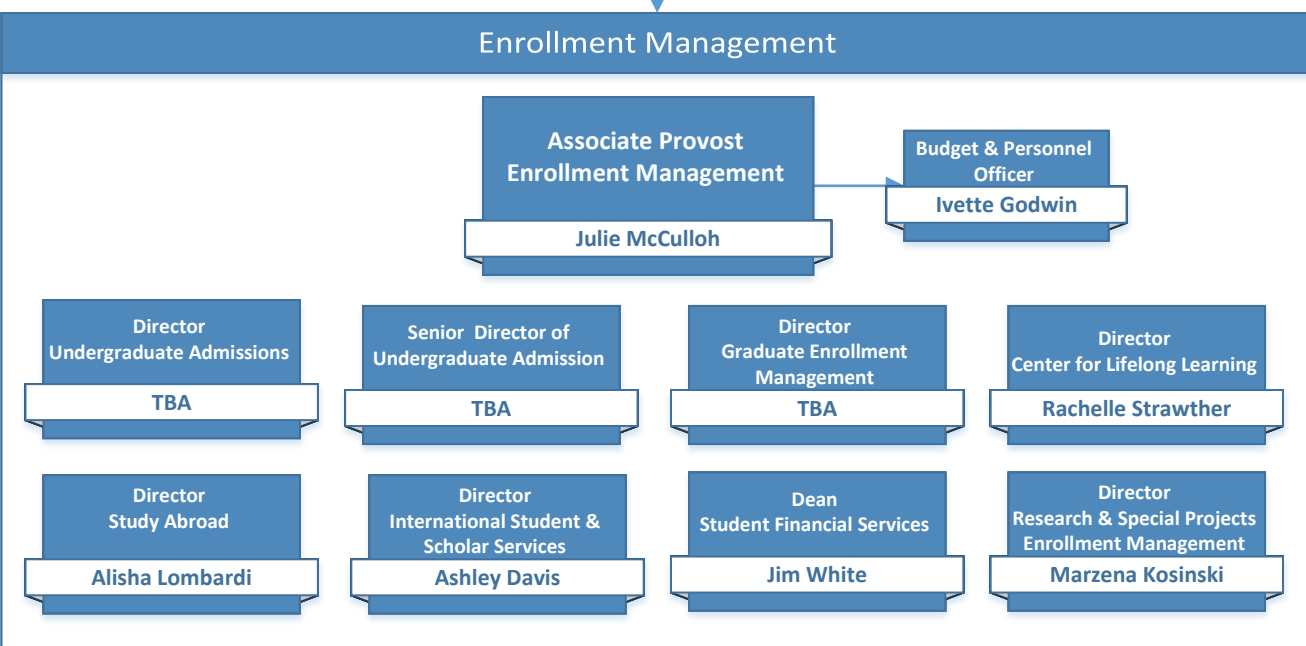 Enrollment Management
Associate Provost
Enrollment Management
Julie McCulloh
Budget & Personnel
Officer
Ivette Godwin
Director
Undergraduate Admissions
TBA
Senior Director of
Undergraduate Admission
TBA
Director
Graduate Enrollment
Management
TBA
Director
Center for Lifelong Learning
Rachelle Strawther
Director
Study Abroad
Alisha Lombardi
Director
International Student &
Scholar Services
Ashley Davis
Dean
Student Financial Services
Jim White
Director
Research & Special Projects
Enrollment Management
Marzena Kosinski